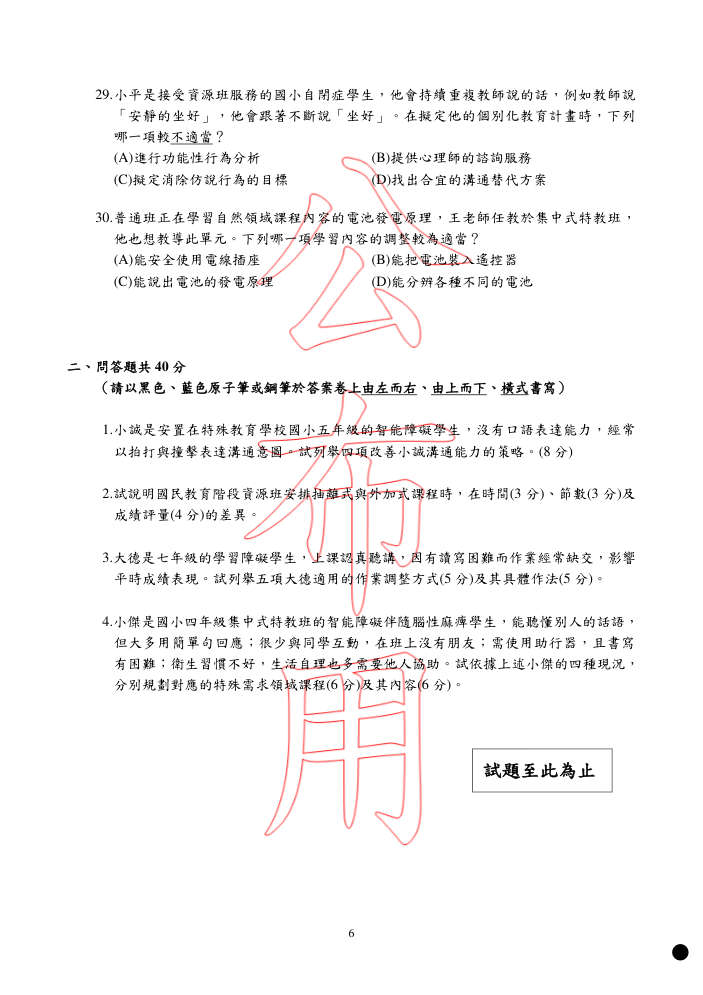 29.小平是接受資源班服務的國小自閉症學生，他會持續重複教師說的話，例如教師說
「安靜的坐好」，他會跟著不斷說「坐好」。在擬定他的個別化教育計畫時，下列
哪一項較不適當？
(A)進行功能性行為分析 (B)提供心理師的諮詢服務
(C)擬定消除仿說行為的目標 (D)找出合宜的溝通替代方案
30.普通班正在學習自然領域課程內容的電池發電原理，王老師任教於集中式特教班，
他也想教導此單元。下列哪一項學習內容的調整較為適當？
(A)能安全使用電線插座 (B)能把電池裝入遙控器
(C)能說出電池的發電原理 (D)能分辨各種不同的電池
二、問答題共 40 分
（請以黑色、藍色原子筆或鋼筆於答案卷上由左而右、由上而下、橫式書寫）
1.小誠是安置在特殊教育學校國小五年級的智能障礙學生，沒有口語表達能力，經常
以拍打與撞擊表達溝通意圖。試列舉四項改善小誠溝通能力的策略。(8 分)
2.試說明國民教育階段資源班安排抽離式與外加式課程時，在時間(3 分)、節數(3 分)及
成績評量(4 分)的差異。
3.大德是七年級的學習障礙學生，上課認真聽講，因有讀寫困難而作業經常缺交，影響
平時成績表現。試列舉五項大德適用的作業調整方式(5 分)及其具體作法(5 分)。
4.小傑是國小四年級集中式特教班的智能障礙伴隨腦性麻痺學生，能聽懂別人的話語，
但大多用簡單句回應；很少與同學互動，在班上沒有朋友；需使用助行器，且書寫
有困難；衛生習慣不好，生活自理也多需要他人協助。試依據上述小傑的四種現況，
分別規劃對應的特殊需求領域課程(6 分)及其內容(6 分)。
試題至此為止
6
公
布
用